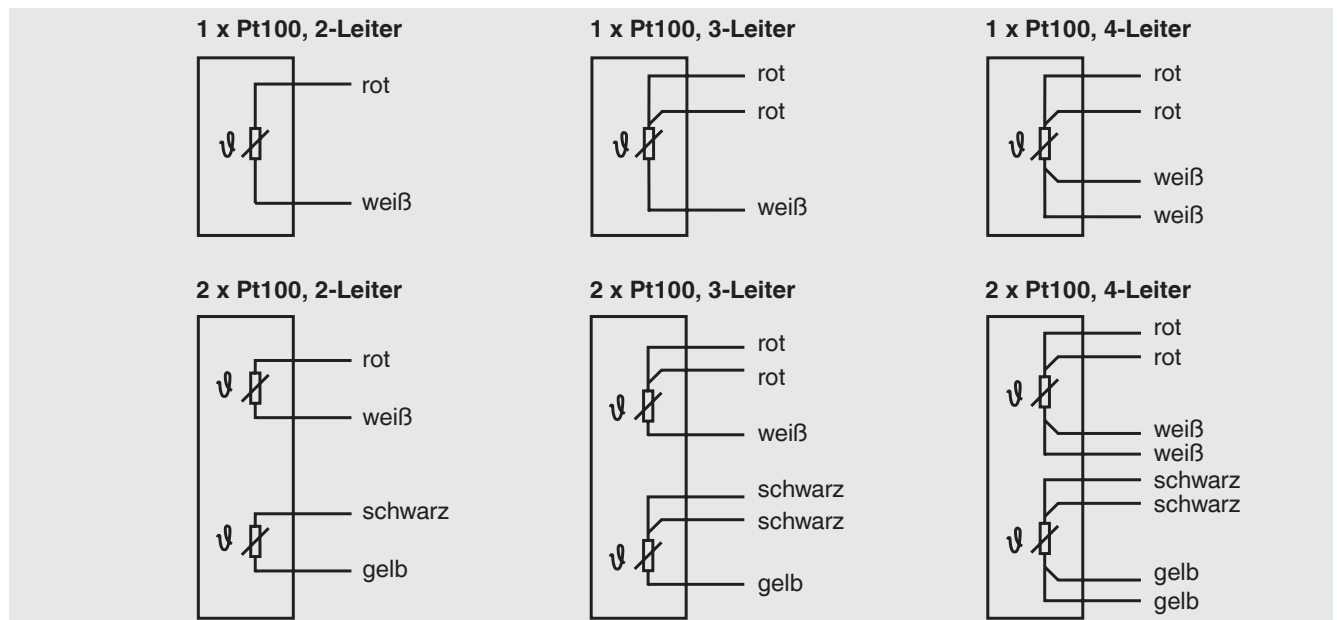 1 x Pt100, 2-Leiter
rot
ϑ
weiß
1 x Pt100, 3-Leiter
rot
rot
ϑ
weiß
1 x Pt100, 4-Leiter
rot
rot
ϑ
weiß
weiß
2 x Pt100, 2-Leiter
rot
ϑ
weiß
schwarz
ϑ
gelb
2 x Pt100, 3-Leiter
rot
rot
ϑ
weiß
schwarz
schwarz
ϑ
gelb
2 x Pt100, 4-Leiter
rot
rot
ϑ
weiß
weiß
schwarz
schwarz
ϑ
gelb
gelb